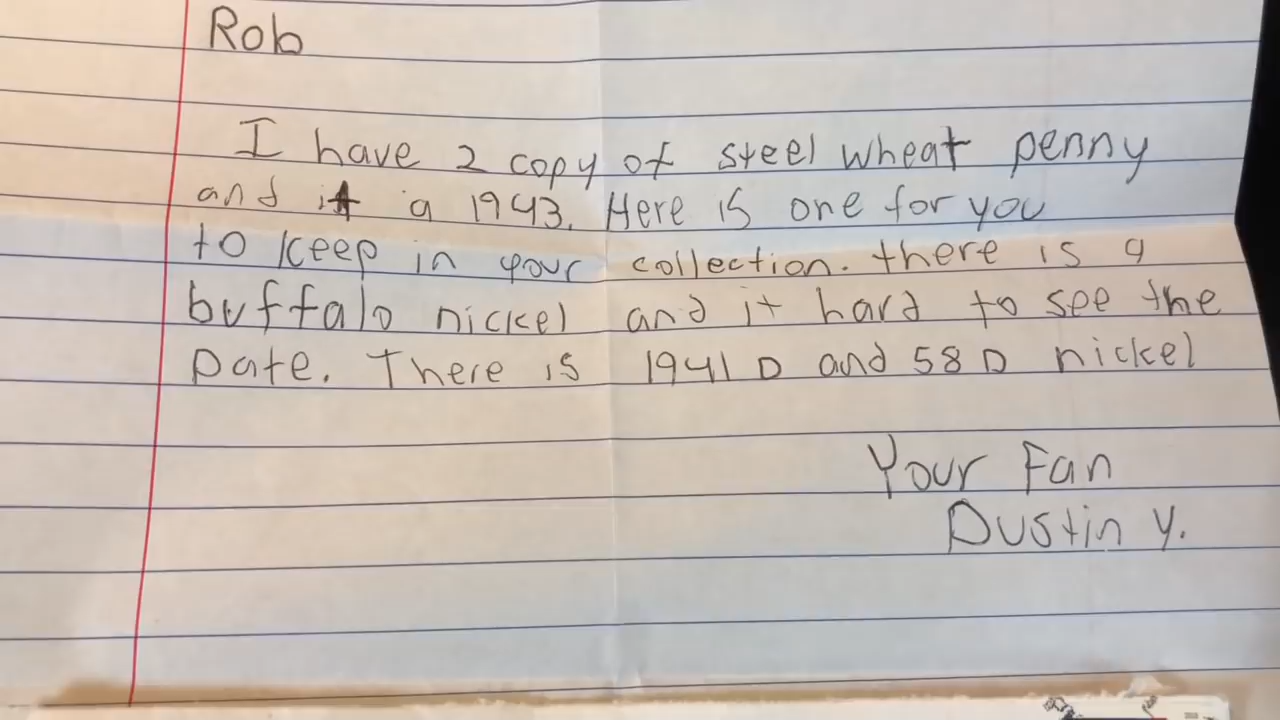 Rob
I have 2 copy of steel wheat penny
and it a 1943. Here is one for you
to keep in your collection. there is a
buffalo nickel and it hard to see the
Date. There is 1941 D and 58 D nickel
Your Fan
Dustin Y.